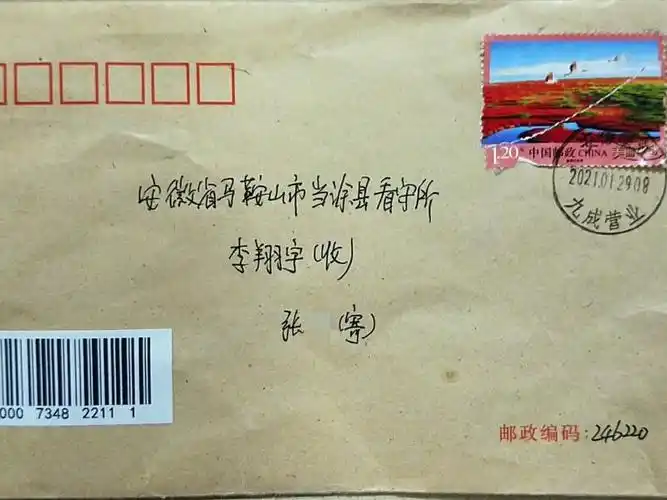 1.20元 中国邮政 CHINA
2021.01.29 08
九成营业
安徽省马鞍山市当涂县看守所
李翔宇(收)
张 (寄)
000 7348 2211 1
邮政编码:246220